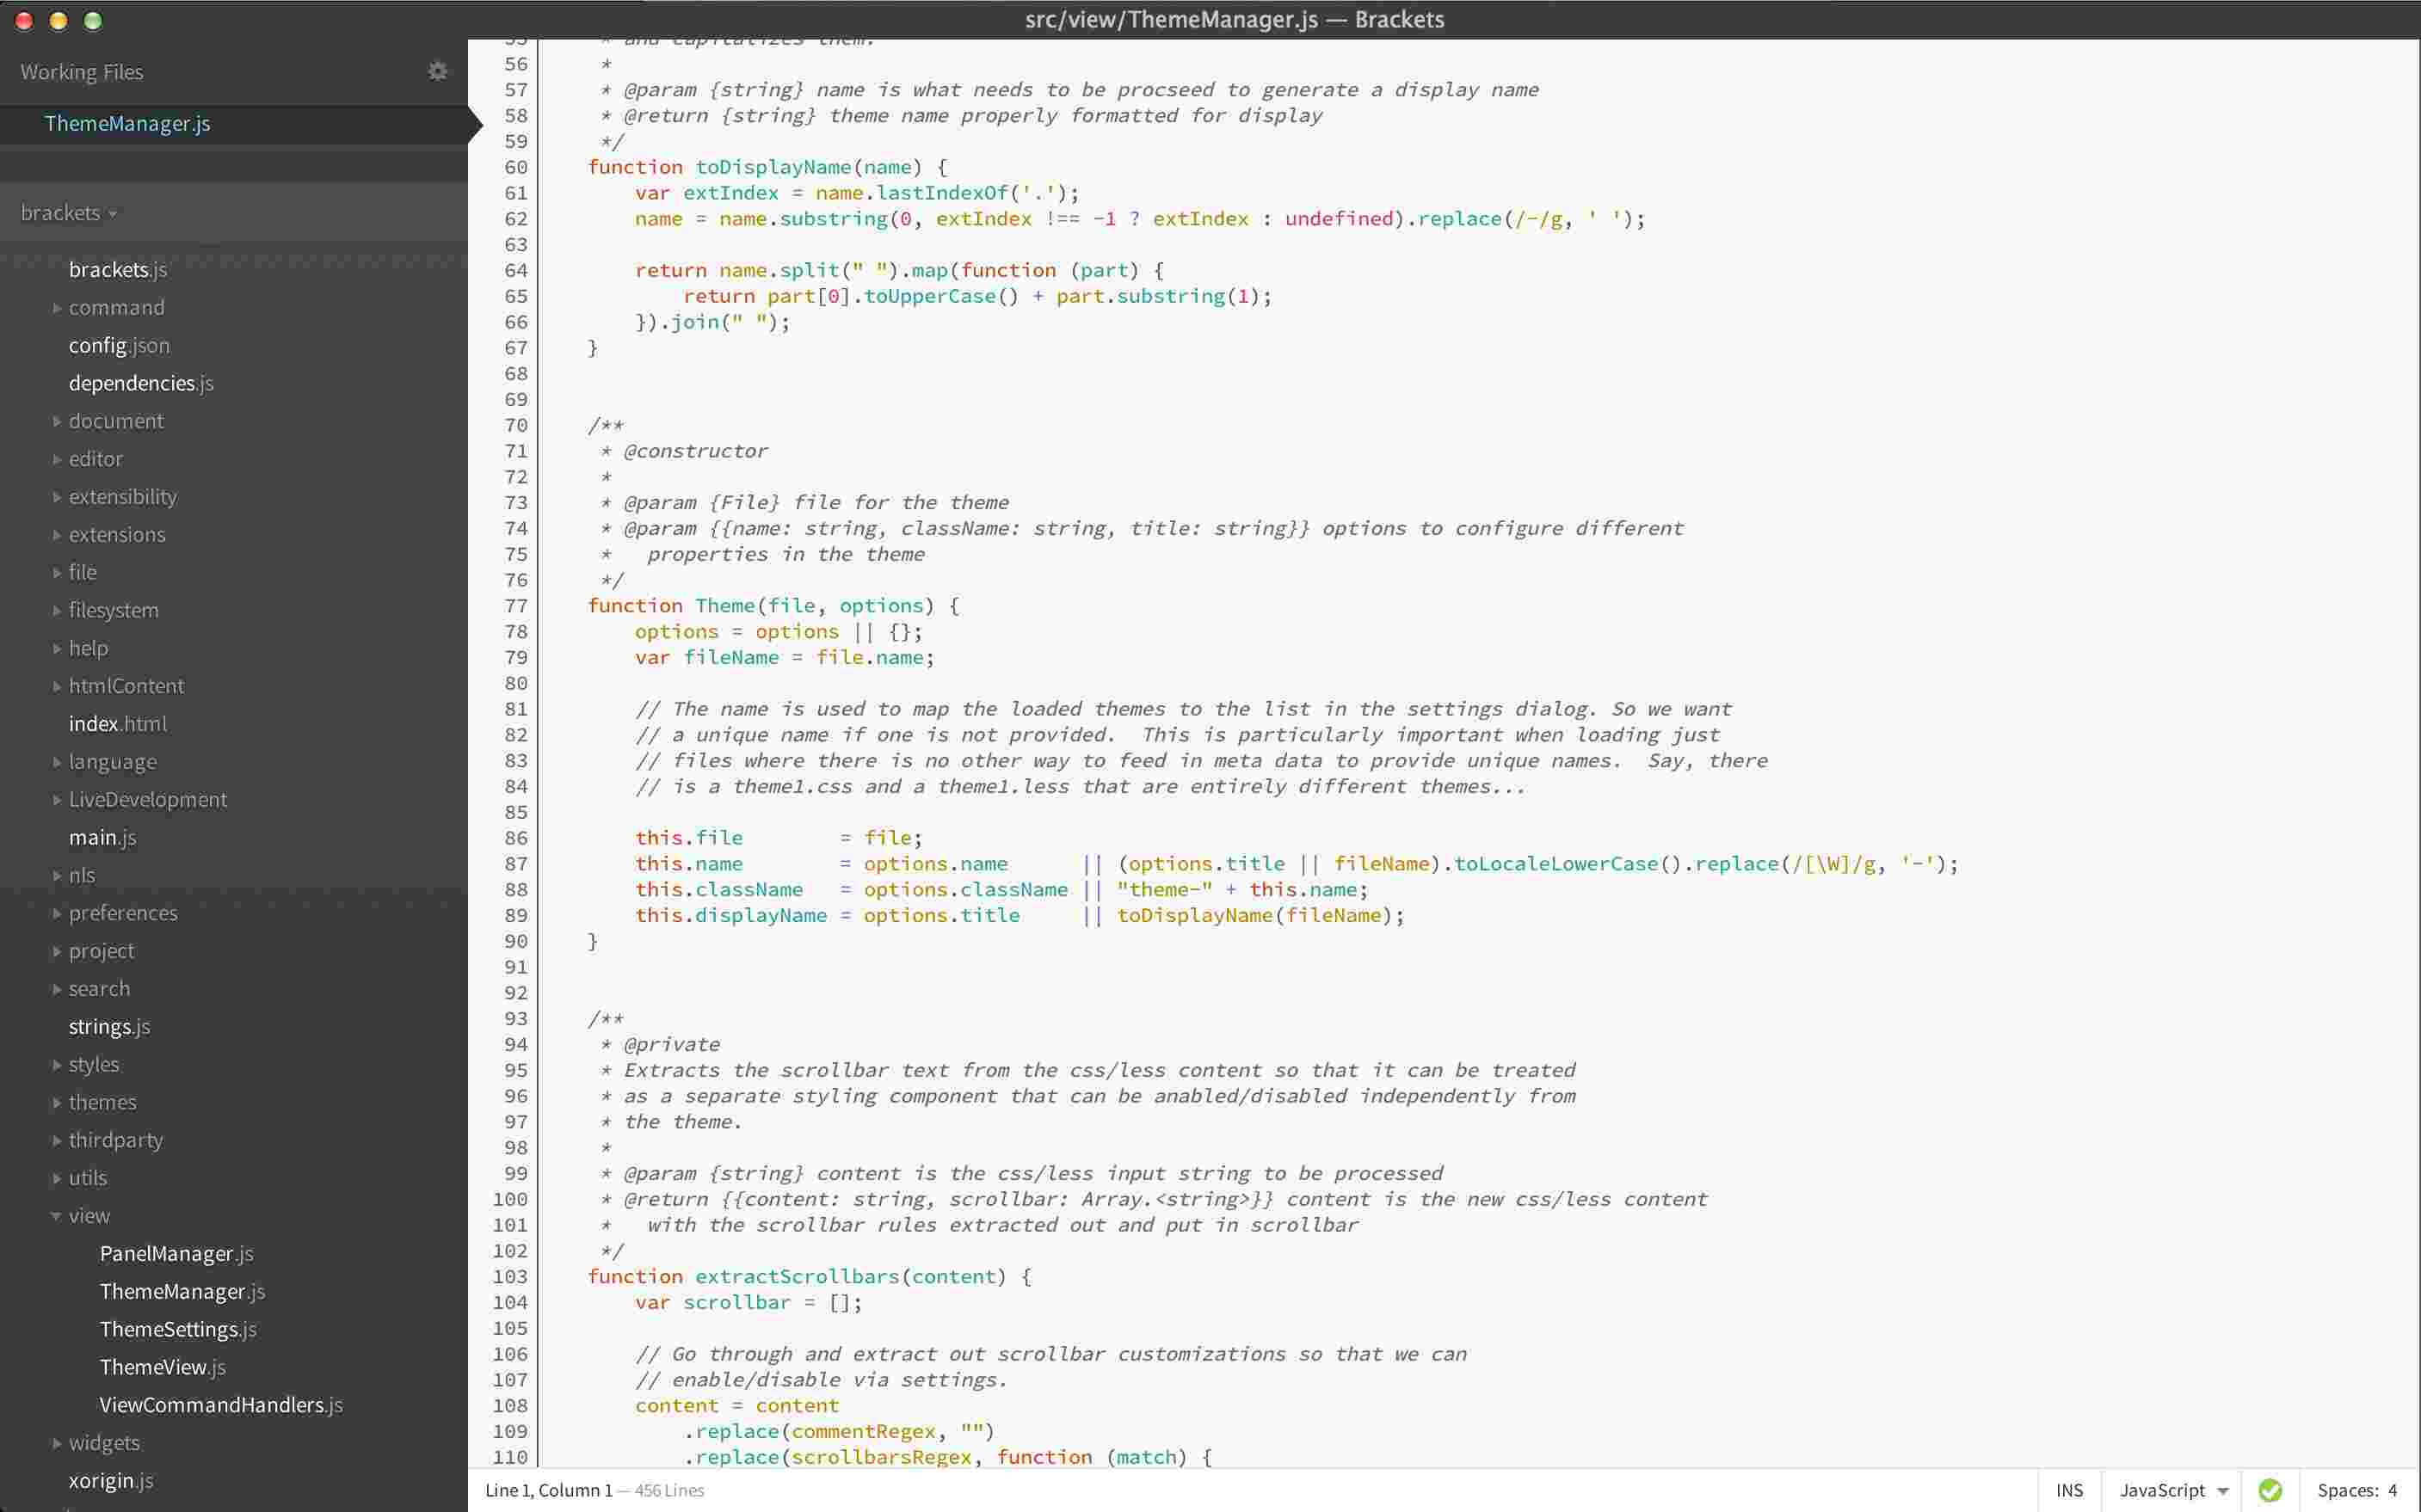 src/view/ThemeManager.js — Brackets
Working Files
ThemeManager.js
brackets
brackets.js
command
config.json
dependencies.js
document
editor
extensibility
extensions
file
filesystem
help
htmlContent
index.html
language
LiveDevelopment
main.js
nls
preferences
project
search
strings.js
styles
themes
thirdparty
utils
view
PanelManager.js
ThemeManager.js
ThemeSettings.js
ThemeView.js
ViewCommandHandlers.js
widgets
xorigin.js
55      * and capitalizes them.
56      *
57      * @param {string} name is what needs to be procseed to generate a display name
58      * @return {string} theme name properly formatted for display
59      */
60     function toDisplayName(name) {
61         var extIndex = name.lastIndexOf('.');
62         name = name.substring(0, extIndex !== -1 ? extIndex : undefined).replace(/-/g, ' ');
63
64         return name.split(" ").map(function (part) {
65             return part[0].toUpperCase() + part.substring(1);
66         }).join(" ");
67     }
68
69
70     /**
71      * @constructor
72      *
73      * @param {File} file for the theme
74      * @param {{name: string, className: string, title: string}} options to configure different
75      *   properties in the theme
76      */
77     function Theme(file, options) {
78         options = options || {};
79         var fileName = file.name;
80
81         // The name is used to map the loaded themes to the list in the settings dialog. So we want
82         // a unique name if one is not provided.  This is particularly important when loading just
83         // files where there is no other way to feed in meta data to provide unique names.  Say, there
84         // is a theme1.css and a theme1.less that are entirely different themes...
85
86         this.file        = file;
87         this.name        = options.name      || (options.title || fileName).toLocaleLowerCase().replace(/[\W]/g, '-');
88         this.className   = options.className || "theme-" + this.name;
89         this.displayName = options.title     || toDisplayName(fileName);
90     }
91
92
93     /**
94      * @private
95      * Extracts the scrollbar text from the css/less content so that it can be treated
96      * as a separate styling component that can be anabled/disabled independently from
97      * the theme.
98      *
99      * @param {string} content is the css/less input string to be processed
100      * @return {{content: string, scrollbar: Array.<string>}} content is the new css/less content
101      *   with the scrollbar rules extracted out and put in scrollbar
102      */
103     function extractScrollbars(content) {
104         var scrollbar = [];
105
106         // Go through and extract out scrollbar customizations so that we can
107         // enable/disable via settings.
108         content = content
109             .replace(commentRegex, "")
110             .replace(scrollbarsRegex, function (match) {
Line 1, Column 1 — 456 Lines
INS
JavaScript
Spaces: 4